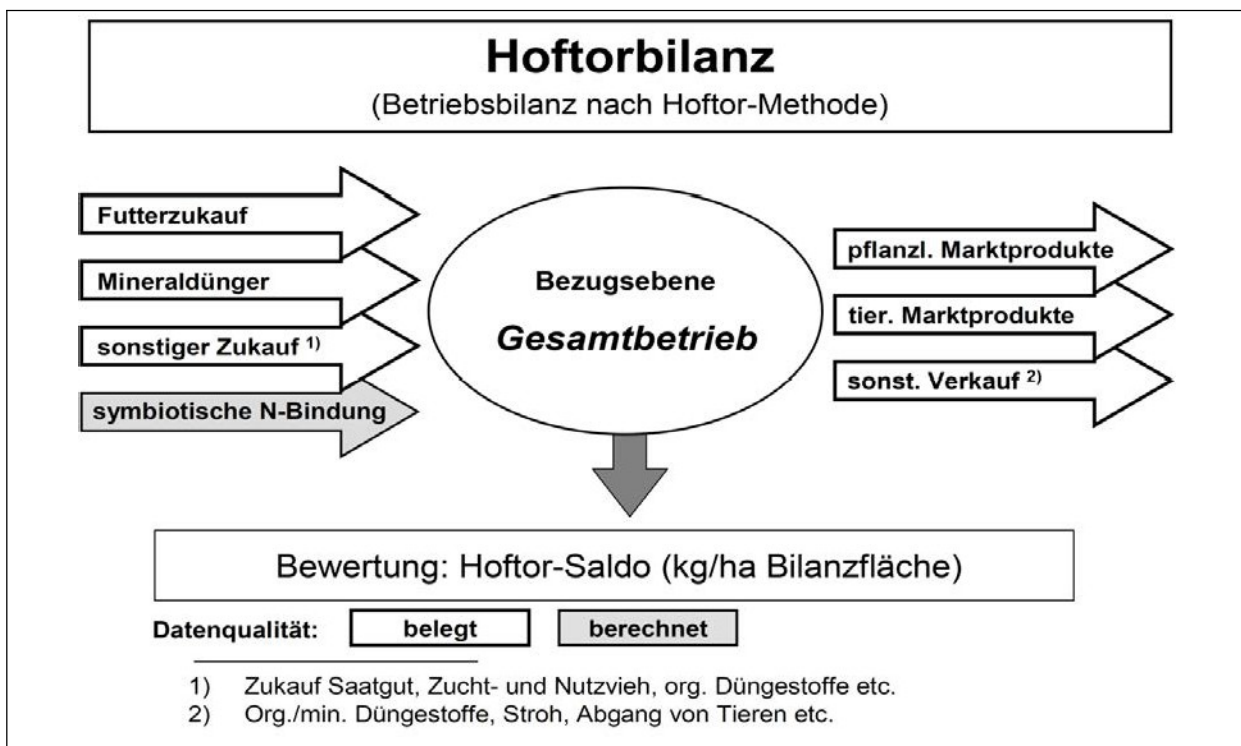 Hoftorbilanz
(Betriebsbilanz nach Hoftor-Methode)
Futterzukauf
Mineraldünger
sonstiger Zukauf 1)
symbiotische N-Bindung
Bezugsebene
Gesamtbetrieb
pflanzl. Marktprodukte
tier. Marktprodukte
sonst. Verkauf 2)
Bewertung: Hoftor-Saldo (kg/ha Bilanzfläche)
Datenqualität: belegt berechnet
1) Zukauf Saatgut, Zucht- und Nutzvieh, org. Düngestoffe etc.
2) Org./min. Düngestoffe, Stroh, Abgang von Tieren etc.